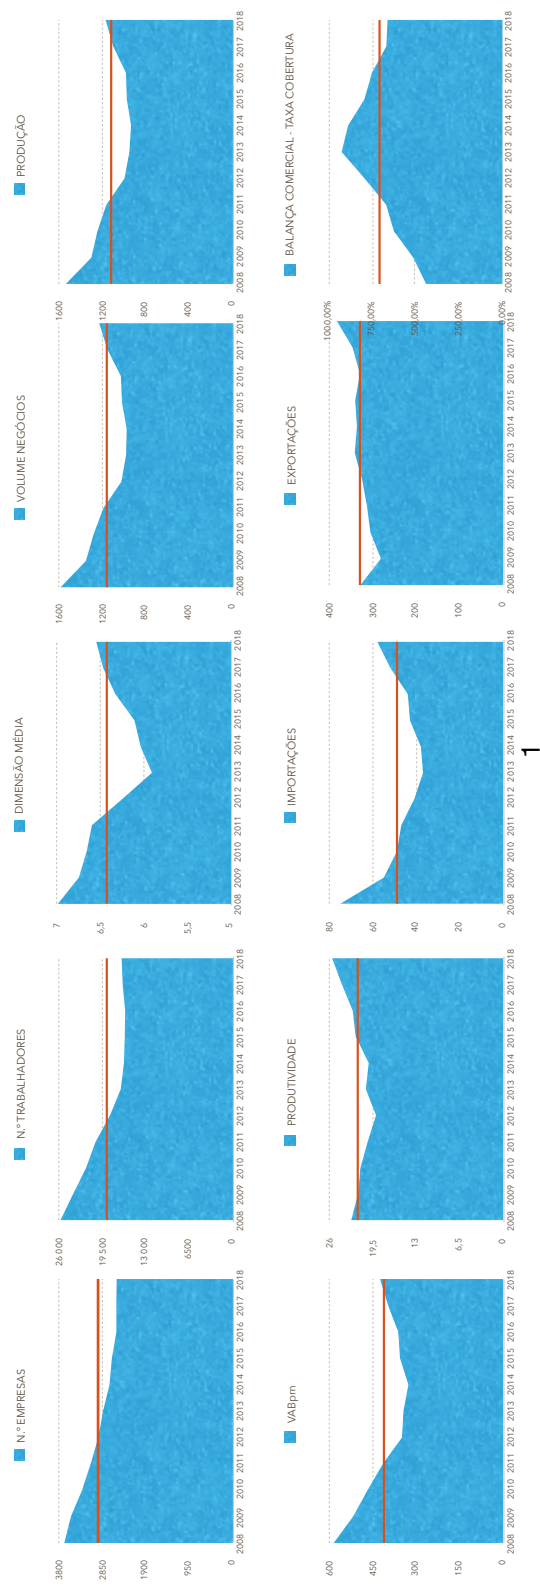 N.º EMPRESAS
3800
2850
1900
950
0
2008 2009 2010 2011 2012 2013 2014 2015 2016 2017 2018
N.º TRABALHADORES
26 000
19 500
13 000
6500
0
2008 2009 2010 2011 2012 2013 2014 2015 2016 2017 2018
DIMENSÃO MÉDIA
7
6,5
6
5,5
5
2008 2009 2010 2011 2012 2013 2014 2015 2016 2017 2018
VOLUME NEGÓCIOS
1600
1200
800
400
0
2008 2009 2010 2011 2012 2013 2014 2015 2016 2017 2018
PRODUÇÃO
1600
1200
800
400
0
2008 2009 2010 2011 2012 2013 2014 2015 2016 2017 2018
VABpm
600
450
300
150
0
2008 2009 2010 2011 2012 2013 2014 2015 2016 2017 2018
PRODUTIVIDADE
26
19,5
13
6,5
0
2008 2009 2010 2011 2012 2013 2014 2015 2016 2017 2018
IMPORTAÇÕES
80
60
40
20
0
2008 2009 2010 2011 2012 2013 2014 2015 2016 2017 2018
EXPORTAÇÕES
400
300
200
100
0
2008 2009 2010 2011 2012 2013 2014 2015 2016 2017 2018
BALANÇA COMERCIAL - TAXA COBERTURA
1000,00%
750,00%
500,00%
250,00%
0,00%
2008 2009 2010 2011 2012 2013 2014 2015 2016 2017 2018
1